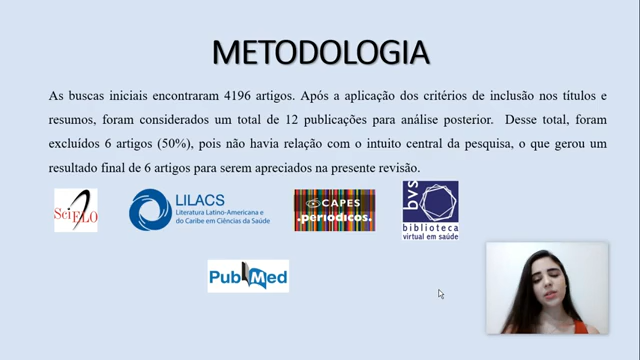 METODOLOGIA
As buscas iniciais encontraram 4196 artigos. Após a aplicação dos critérios de inclusão nos títulos e
resumos, foram considerados um total de 12 publicações para análise posterior. Desse total, foram
excluídos 6 artigos (50%), pois não havia relação com o intuito central da pesquisa, o que gerou um
resultado final de 6 artigos para serem apreciados na presente revisão.
SciELO
LILACS
Literatura Latino-Americana e
do Caribe em Ciências da Saúde
CAPES
.periodicos.
bvs
biblioteca
virtual em saúde
PubMed